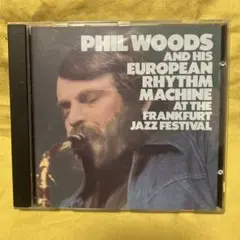 PHIL WOODS
AND HIS
EUROPEAN
RHYTHM
MACHINE
AT THE
FRANKFURT
JAZZ FESTIVAL